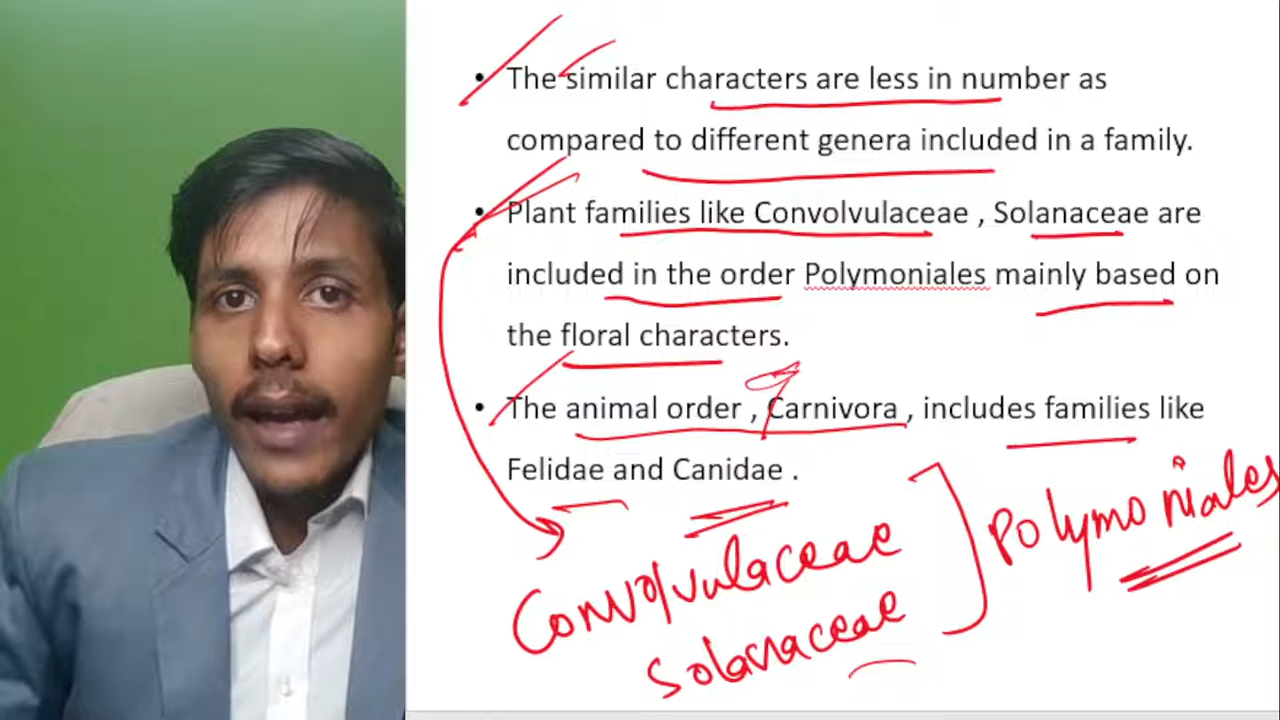 • The similar characters are less in number as
compared to different genera included in a family.
• Plant families like Convolvulaceae , Solanaceae are
included in the order Polymoniales mainly based on
the floral characters.
• The animal order , Carnivora , includes families like
Felidae and Canidae .
Convolvulaceae
Solanaceae
Polymoniales